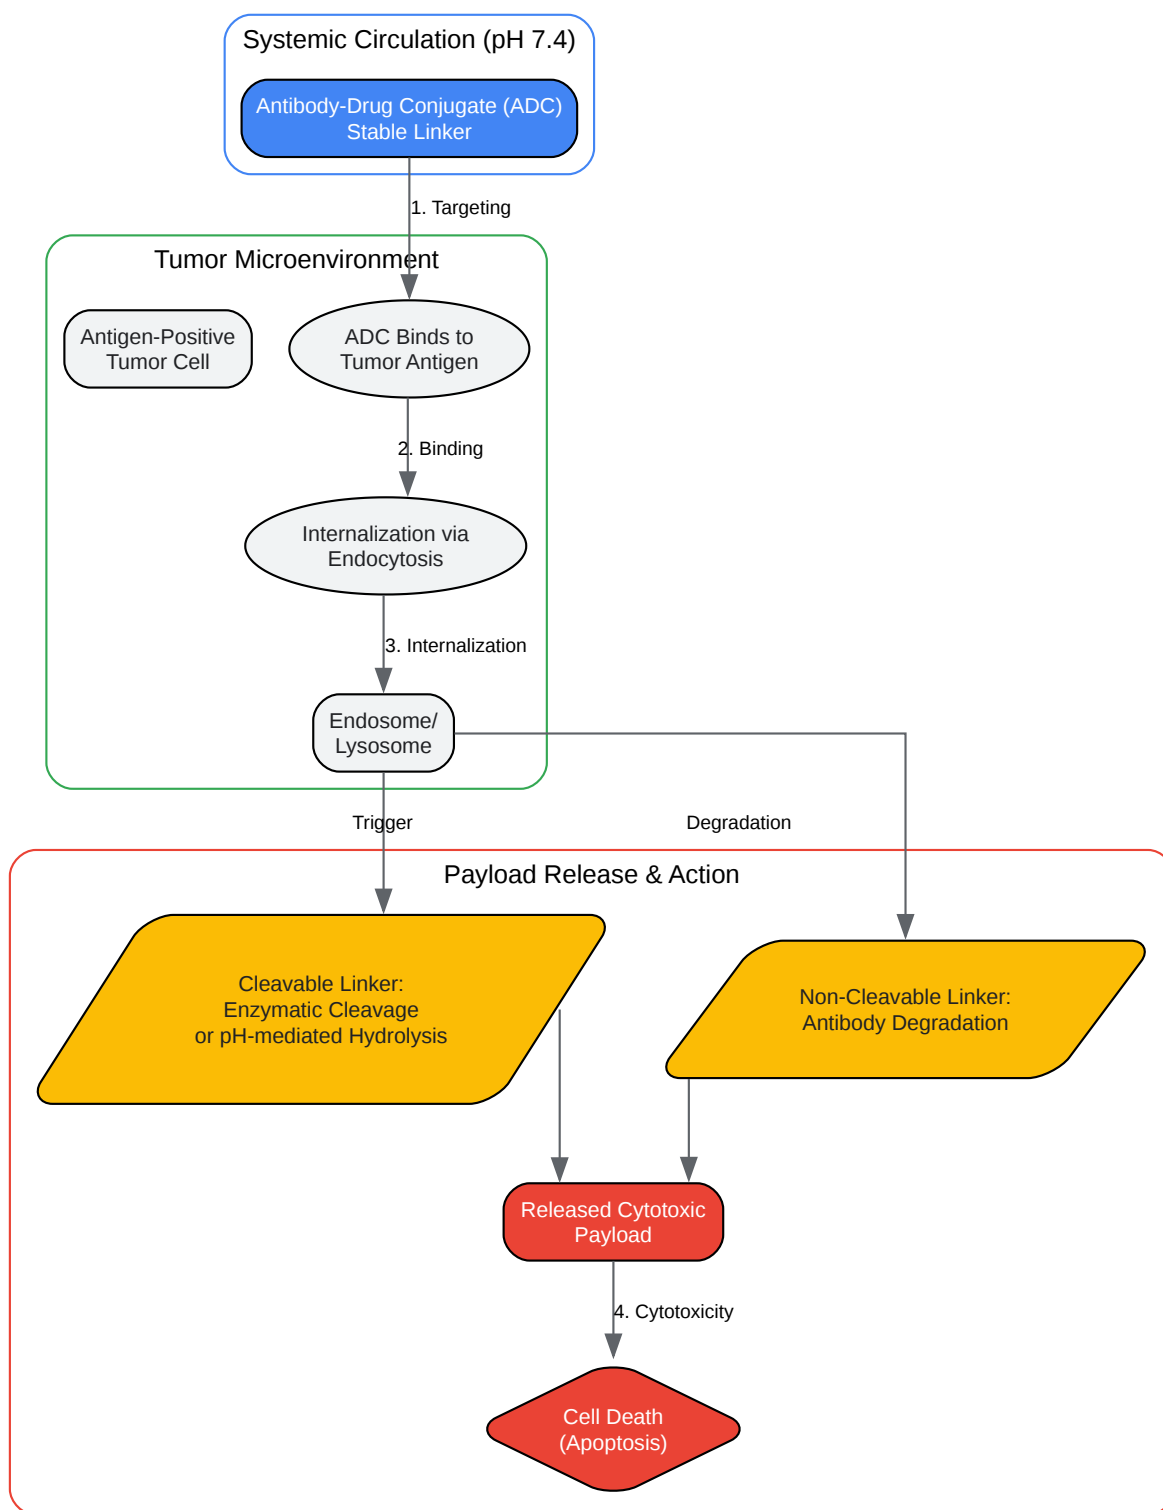 Systemic Circulation (pH 7.4)
Antibody-Drug Conjugate (ADC)
Stable Linker
1. Targeting
Tumor Microenvironment
Antigen-Positive
Tumor Cell
ADC Binds to
Tumor Antigen
2. Binding
Internalization via
Endocytosis
3. Internalization
Endosome/
Lysosome
Trigger
Degradation
Payload Release & Action
Cleavable Linker:
Enzymatic Cleavage
or pH-mediated Hydrolysis
Non-Cleavable Linker:
Antibody Degradation
Released Cytotoxic
Payload
4. Cytotoxicity
Cell Death
(Apoptosis)